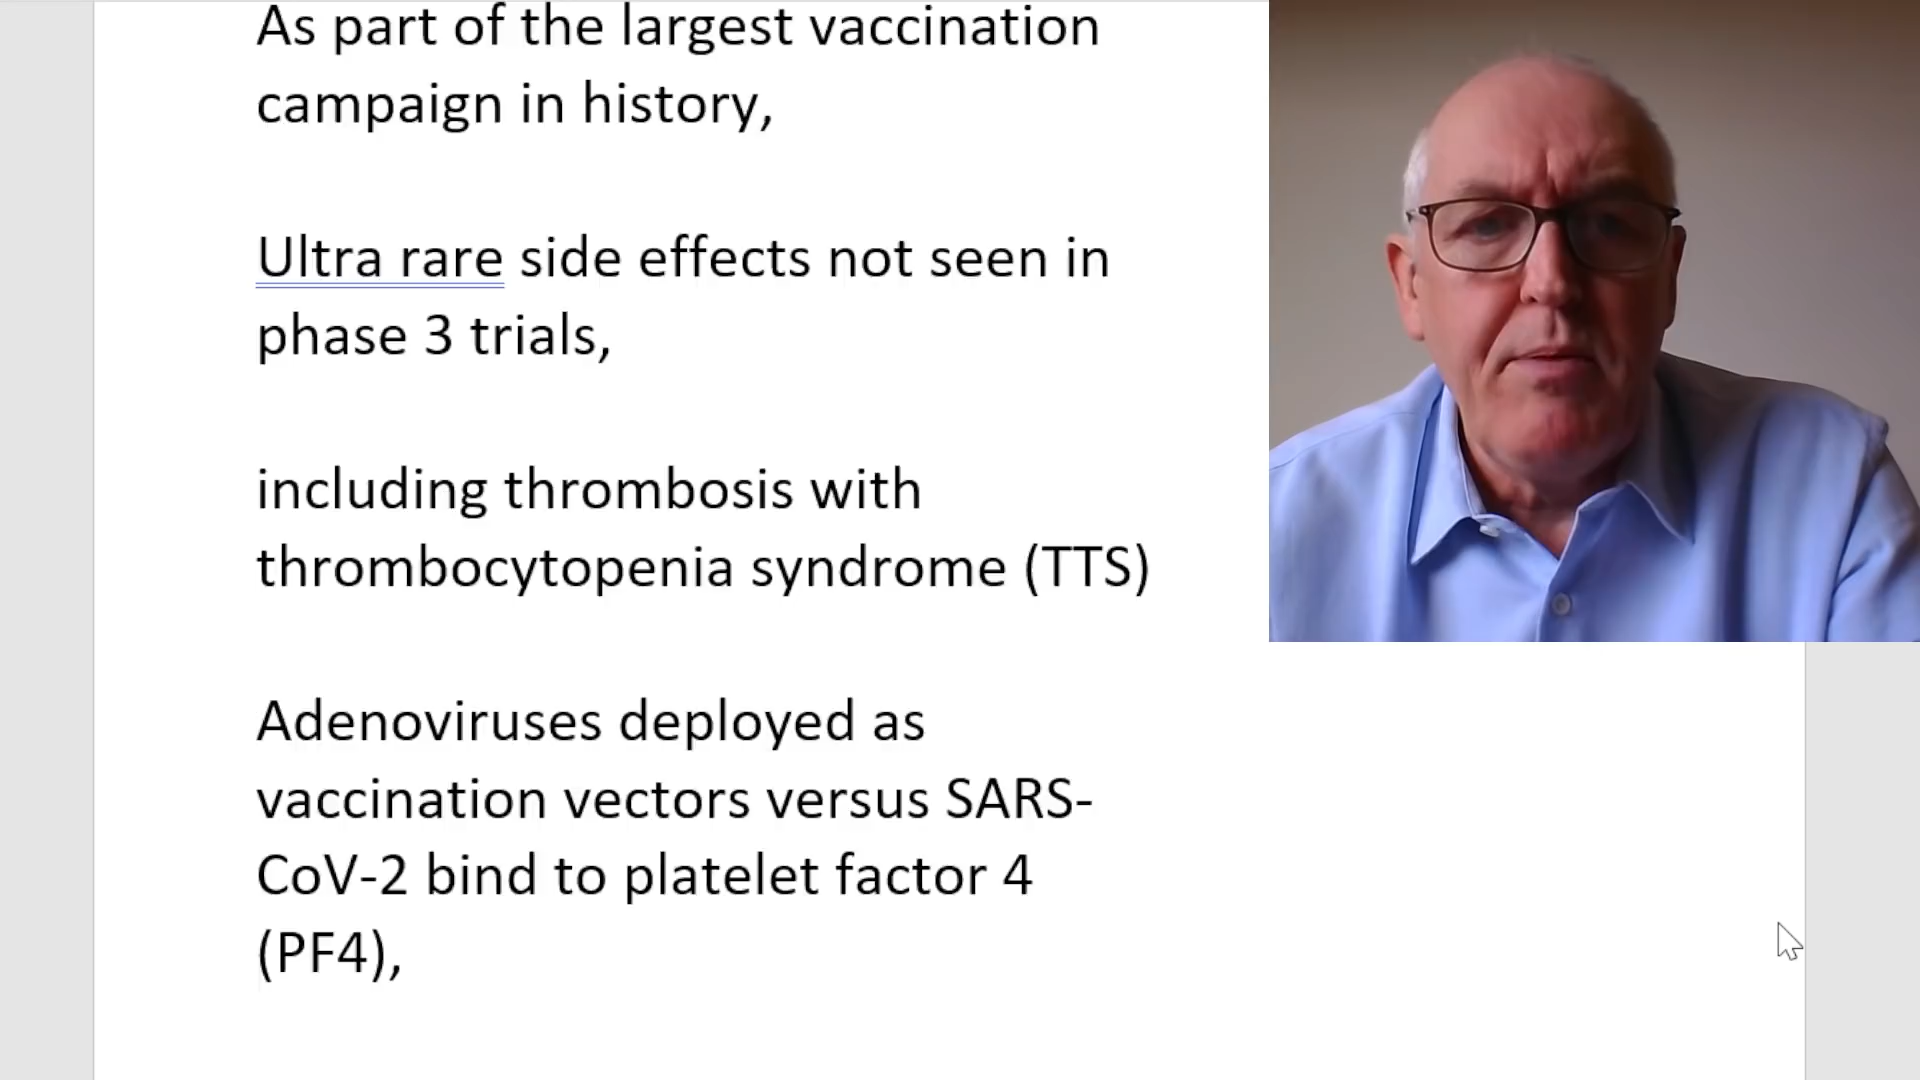 As part of the largest vaccination
campaign in history,
Ultra rare side effects not seen in
phase 3 trials,
including thrombosis with
thrombocytopenia syndrome (TTS)
Adenoviruses deployed as
vaccination vectors versus SARS-
CoV-2 bind to platelet factor 4
(PF4),